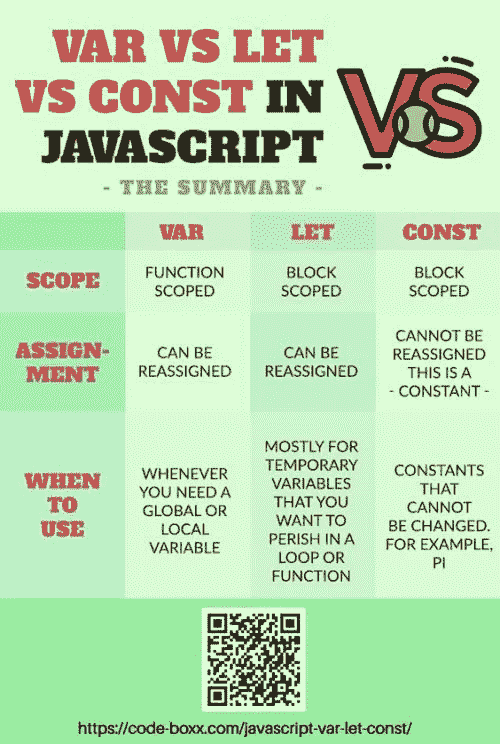 VAR VS LET
VS CONST IN
JAVASCRIPT
VS
- THE SUMMARY -
VAR
LET
CONST
SCOPE
FUNCTION
SCOPED
BLOCK
SCOPED
BLOCK
SCOPED
ASSIGN-
MENT
CAN BE
REASSIGNED
CAN BE
REASSIGNED
CANNOT BE
REASSIGNED
THIS IS A
- CONSTANT -
WHEN
TO
USE
WHENEVER
YOU NEED A
GLOBAL OR
LOCAL
VARIABLE
MOSTLY FOR
TEMPORARY
VARIABLES
THAT YOU
WANT TO
PERISH IN A
LOOP OR
FUNCTION
CONSTANTS
THAT
CANNOT
BE CHANGED.
FOR EXAMPLE,
PI
https://code-boxx.com/javascript-var-let-const/